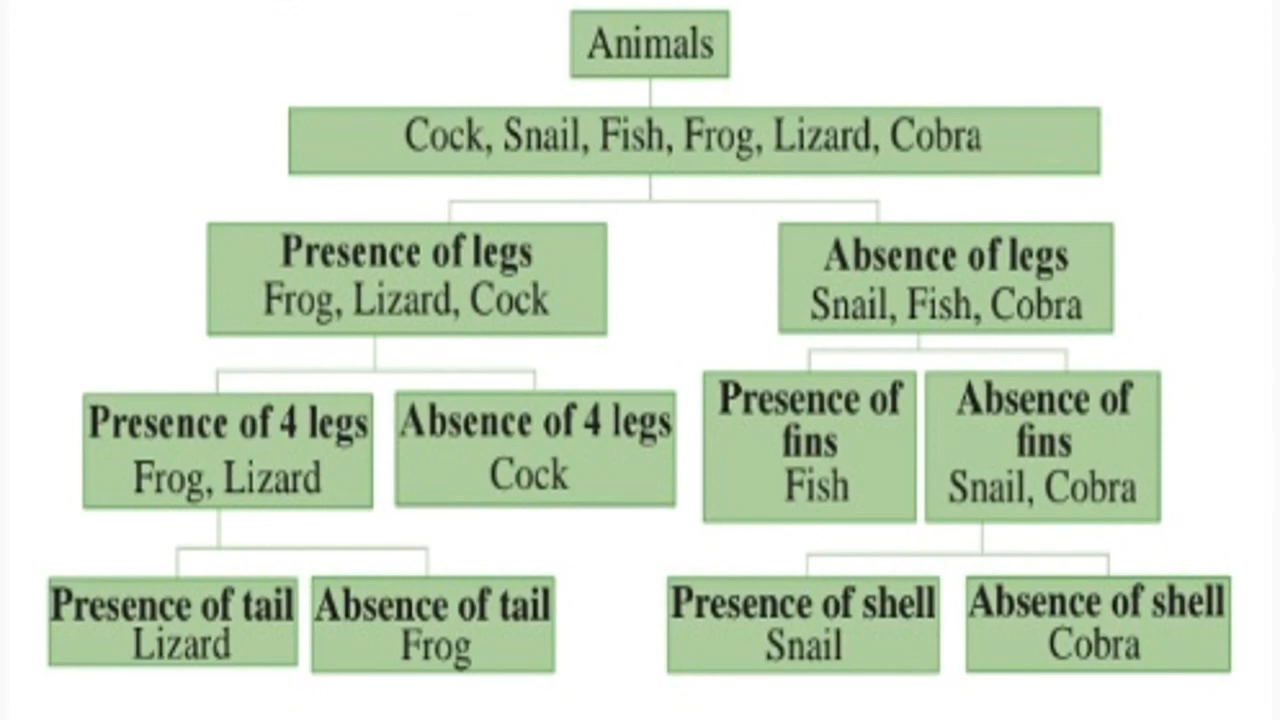 Animals
Cock, Snail, Fish, Frog, Lizard, Cobra
Presence of legs
Frog, Lizard, Cock
Absence of legs
Snail, Fish, Cobra
Presence of 4 legs
Frog, Lizard
Absence of 4 legs
Cock
Presence of
fins
Fish
Absence of
fins
Snail, Cobra
Presence of tail
Lizard
Absence of tail
Frog
Presence of shell
Snail
Absence of shell
Cobra